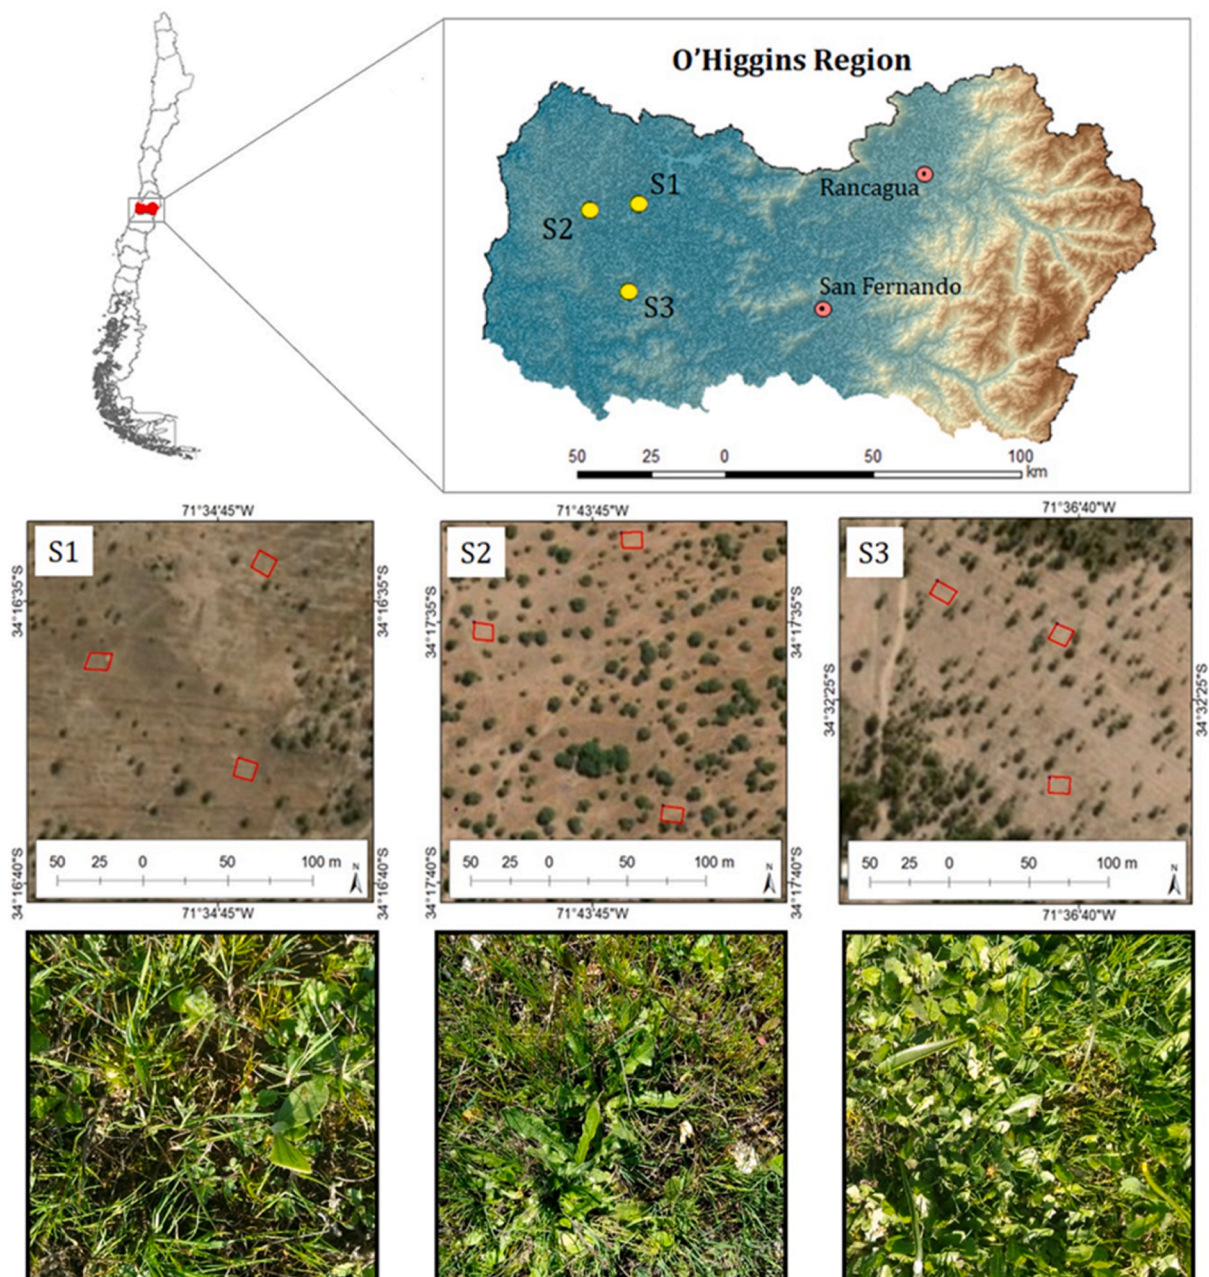 O'Higgins Region
S1
Rancagua
S2
San Fernando
S3
50 25 0 50 100
km
71°34'45"W
71°43'45"W
71°36'40"W
S1
S2
S3
34°16'35"S
34°16'35"S
34°17'35"S
34°17'35"S
34°32'25"S
34°32'25"S
50 25 0 50 100 m
N
50 25 0 50 100 m
N
50 25 0 50 100 m
N
34°16'40"S
34°16'40"S
34°17'40"S
34°17'40"S
71°34'45"W
71°43'45"W
71°36'40"W